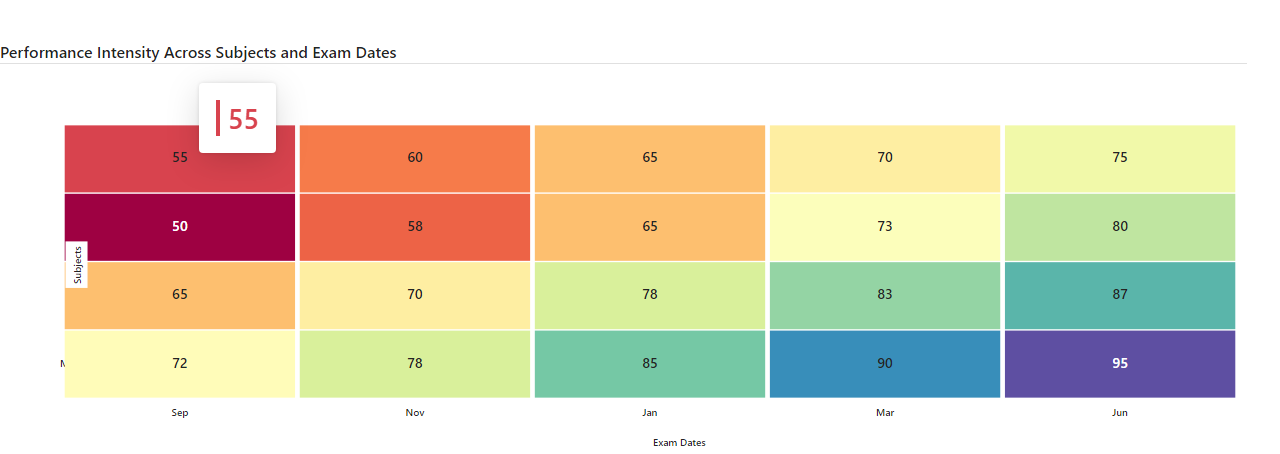 Performance Intensity Across Subjects and Exam Dates
55
55 60 65 70 75
50 58 65 73 80
Subjects
65 70 78 83 87
72 78 85 90 95
Sep Nov Jan Mar Jun
Exam Dates